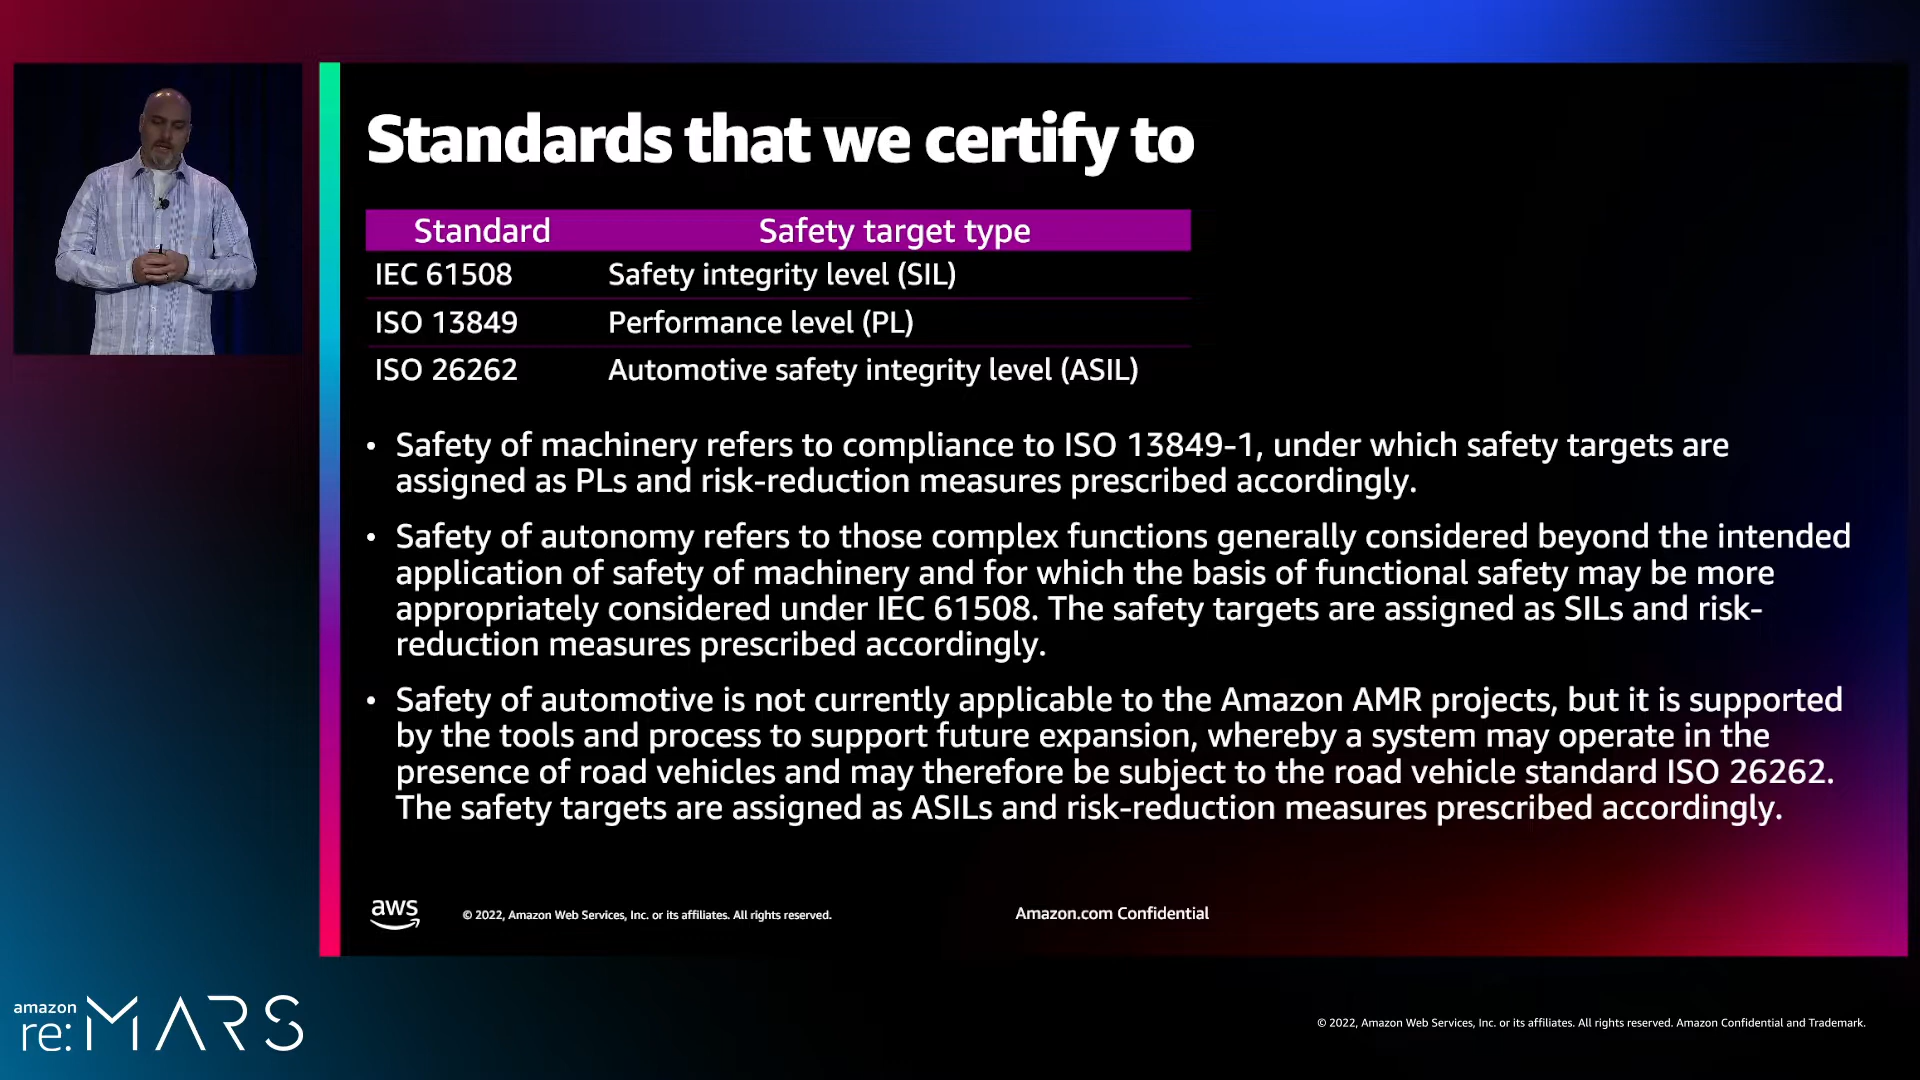 Standards that we certify to
Standard Safety target type
IEC 61508 Safety integrity level (SIL)
ISO 13849 Performance level (PL)
ISO 26262 Automotive safety integrity level (ASIL)
• Safety of machinery refers to compliance to ISO 13849-1, under which safety targets are
assigned as PLs and risk-reduction measures prescribed accordingly.
• Safety of autonomy refers to those complex functions generally considered beyond the intended
application of safety of machinery and for which the basis of functional safety may be more
appropriately considered under IEC 61508. The safety targets are assigned as SILs and risk-
reduction measures prescribed accordingly.
• Safety of automotive is not currently applicable to the Amazon AMR projects, but it is supported
by the tools and process to support future expansion, whereby a system may operate in the
presence of road vehicles and may therefore be subject to the road vehicle standard ISO 26262.
The safety targets are assigned as ASILs and risk-reduction measures prescribed accordingly.
aws © 2022, Amazon Web Services, Inc. or its affiliates. All rights reserved. Amazon.com Confidential
amazon
re:MARS
© 2022, Amazon Web Services, Inc. or its affiliates. All rights reserved. Amazon Confidential and Trademark.